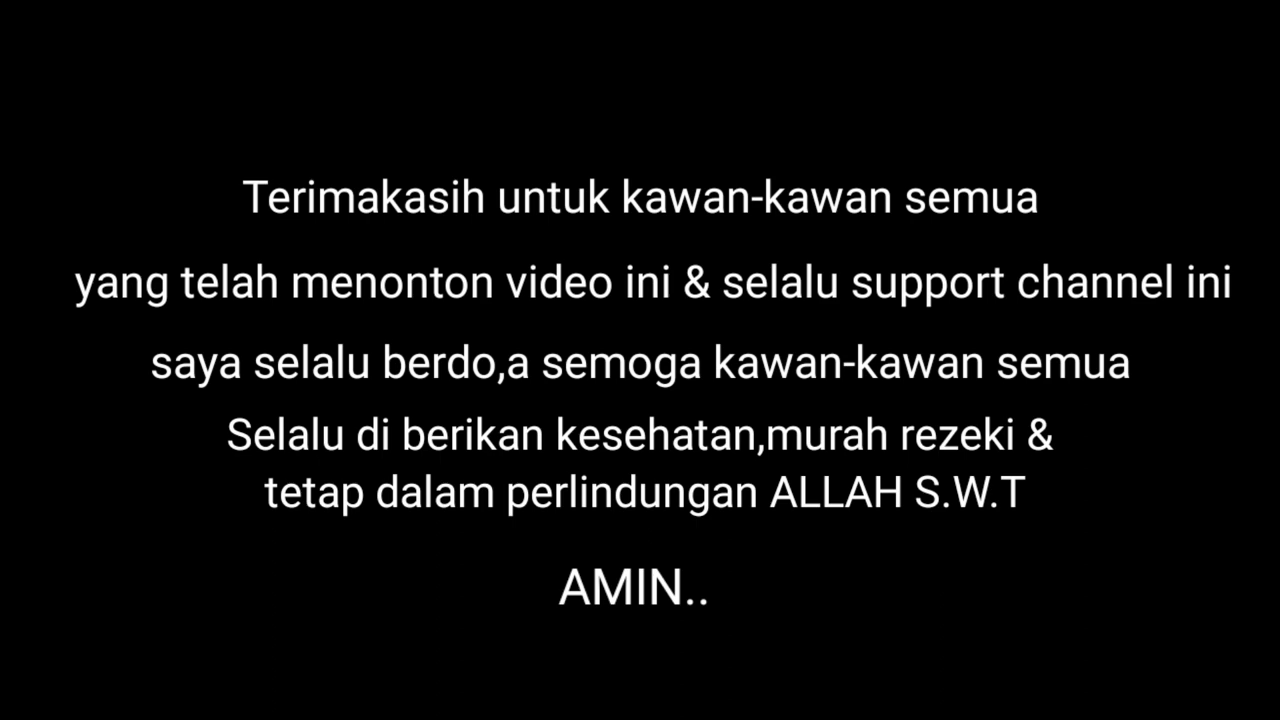 Terimakasih untuk kawan-kawan semua
yang telah menonton video ini & selalu support channel ini
saya selalu berdo,a semoga kawan-kawan semua
Selalu di berikan kesehatan,murah rezeki &
tetap dalam perlindungan ALLAH S.W.T
AMIN..